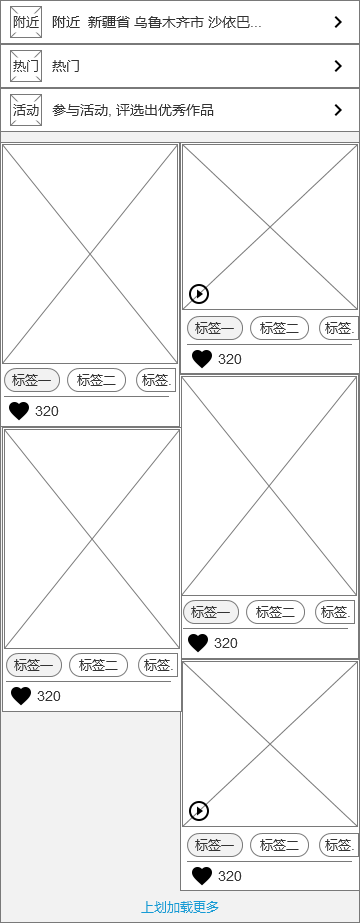 附近 附近 新疆省 乌鲁木齐市 沙依巴...
热门 热门
活动 参与活动, 评选出优秀作品
标签一 标签二 标签.
320
标签一 标签二 标签.
320
标签一 标签二 标签.
320
标签一 标签二 标签.
320
标签一 标签二 标签.
320
上划加载更多